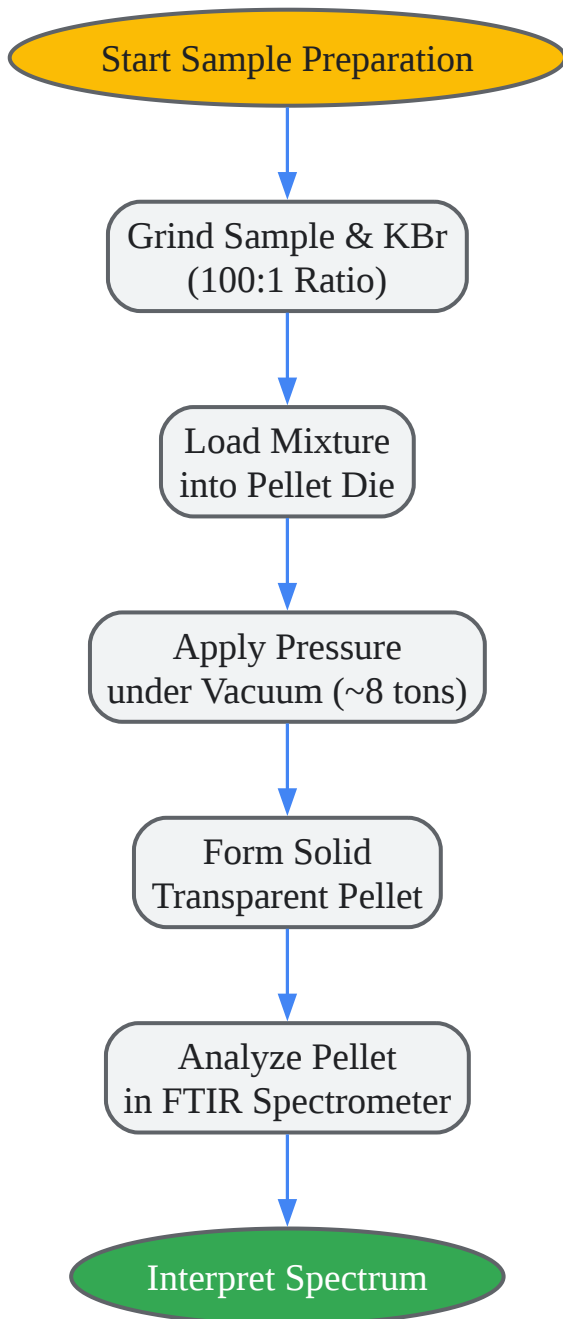 Start Sample Preparation
Grind Sample & KBr
(100:1 Ratio)
Load Mixture
into Pellet Die
Apply Pressure
under Vacuum (~8 tons)
Form Solid
Transparent Pellet
Analyze Pellet
in FTIR Spectrometer
Interpret Spectrum